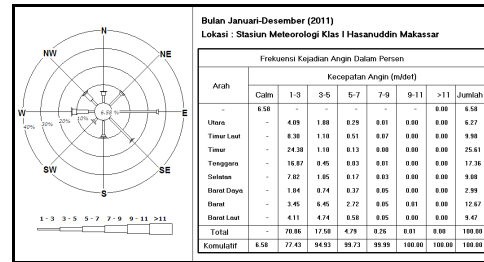 Bulan Januari-Desember (2011)
Lokasi : Stasiun Meteorologi Klas I Hasanuddin Makassar
N
NW
NE
W
E
SW
SE
S
40%
30%
20%
10%
6.58 %
1 - 3 3 - 5 5 - 7 7 - 9 9 - 11 >11
Frekuensi Kejadian Angin Dalam Persen
Arah Kecepatan Angin (m/det)
Calm 1-3 3-5 5-7 7-9 9-11 >11 Jumlah
- 6.58 - - - - - 0.00 6.58
Utara - 4.09 1.88 0.29 0.01 0.00 0.00 6.27
Timur Laut - 8.30 1.10 0.51 0.07 0.00 0.00 9.98
Timur - 24.38 1.10 0.13 0.00 0.00 0.00 25.61
Tenggara - 16.87 0.45 0.03 0.01 0.00 0.00 17.36
Selatan - 7.82 1.05 0.17 0.03 0.00 0.00 9.08
Barat Daya - 1.84 0.74 0.37 0.05 0.00 0.00 2.99
Barat - 3.45 6.45 2.72 0.05 0.01 0.00 12.67
Barat Laut - 4.11 4.74 0.58 0.05 0.00 0.00 9.47
Total - 70.86 17.50 4.79 0.26 0.01 0.00 100.00
Komulatif 6.58 77.43 94.93 99.73 99.99 100.00 100.00 100.00